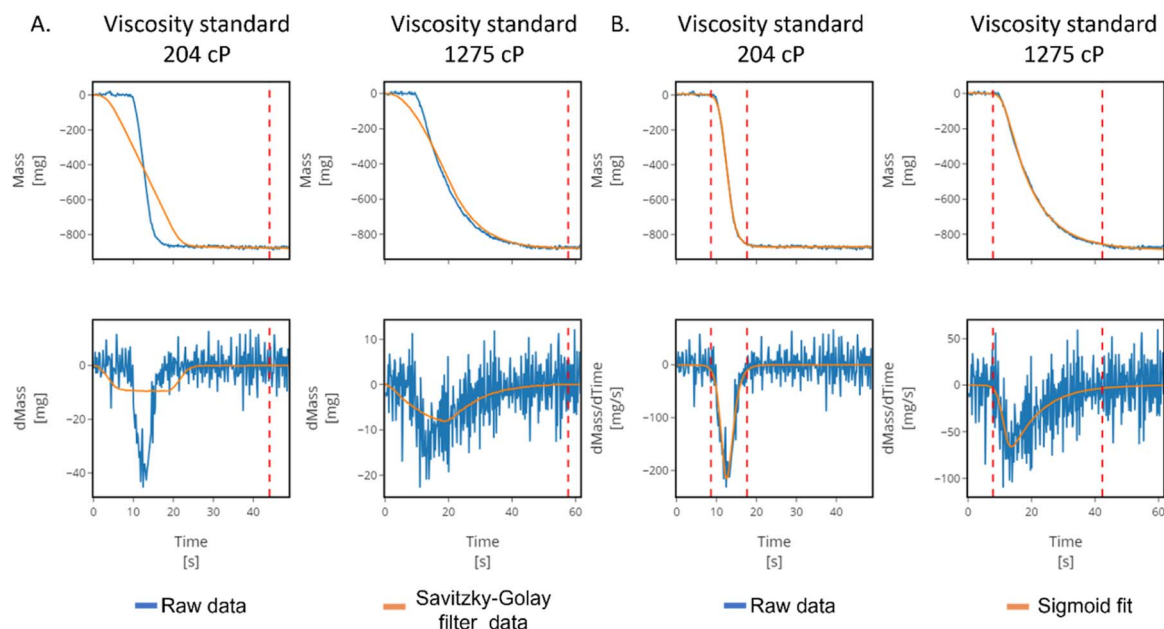 A.
Viscosity standard
204 cP
Viscosity standard
1275 cP
B.
Viscosity standard
204 cP
Viscosity standard
1275 cP
Mass
[mg]
0
−200
−400
−600
−800
Mass
[mg]
0
−200
−400
−600
−800
Mass
[mg]
0
−200
−400
−600
−800
Mass
[mg]
0
−200
−400
−600
−800
dMass
[mg]
0
−20
−40
0 20 40
dMass
[mg]
10
0
−10
−20
0 20 40 60
dMass/dTime
[mg/s]
0
−100
−200
0 10 20 30 40
dMass/dTime
[mg/s]
50
0
−50
−100
0 20 40 60
Time
[s]
Time
[s]
Time
[s]
Time
[s]
Raw data
Savitzky-Golay
filter data
Raw data
Sigmoid fit